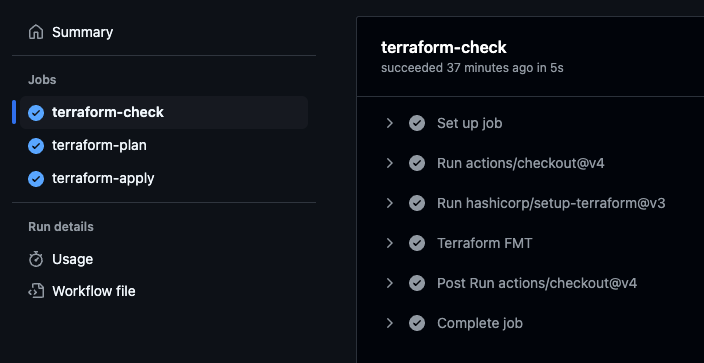 Summary
Jobs
terraform-check
terraform-plan
terraform-apply
Run details
Usage
Workflow file
terraform-check
succeeded 37 minutes ago in 5s
Set up job
Run actions/checkout@v4
Run hashicorp/setup-terraform@v3
Terraform FMT
Post Run actions/checkout@v4
Complete job